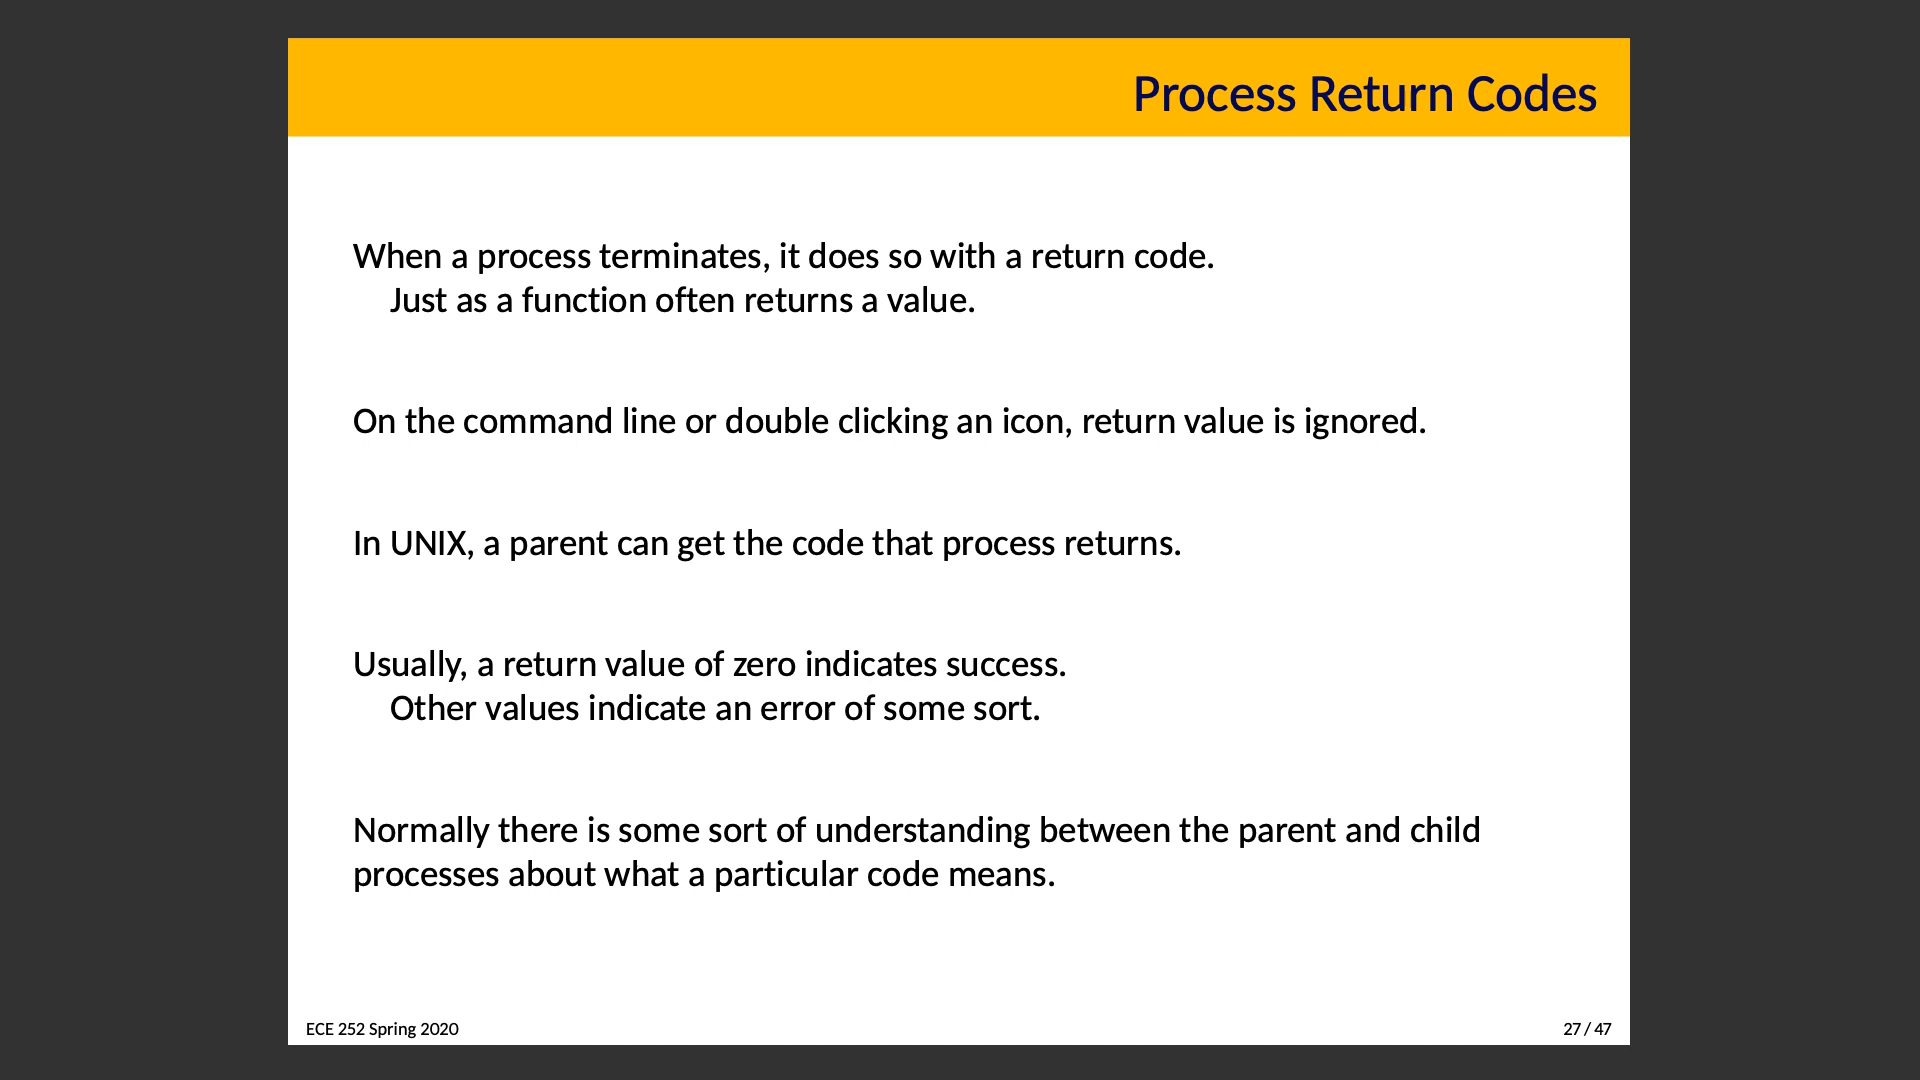 Process Return Codes
When a process terminates, it does so with a return code.
Just as a function often returns a value.
On the command line or double clicking an icon, return value is ignored.
In UNIX, a parent can get the code that process returns.
Usually, a return value of zero indicates success.
Other values indicate an error of some sort.
Normally there is some sort of understanding between the parent and child
processes about what a particular code means.
ECE 252 Spring 2020
27 / 47